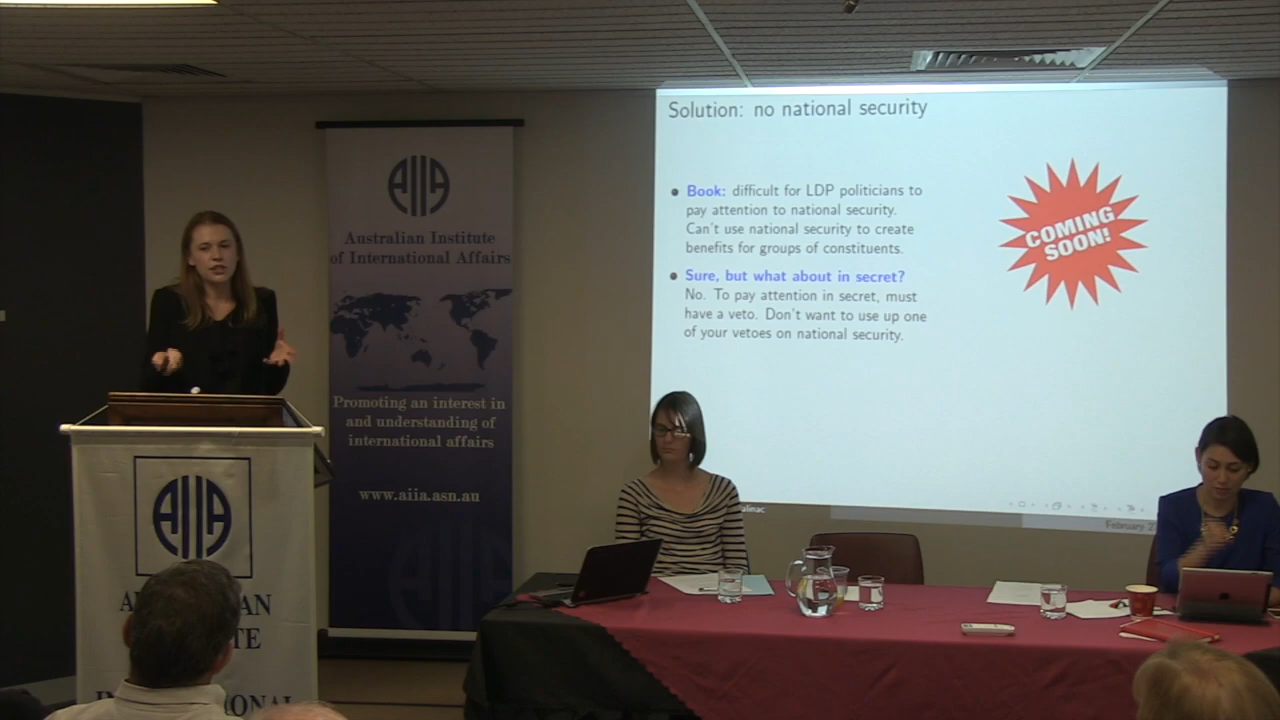 AIIA
Australian Institute
of International Affairs
Promoting an interest in
and understanding of
international affairs
www.aiia.asn.au
AIIA
Solution: no national security
Book: difficult for LDP politicians to
pay attention to national security.
Can't use national security to create
benefits for groups of constituents.
Sure, but what about in secret?
No. To pay attention in secret, must
have a veto. Don't want to use up one
of your vetoes on national security.
COMING
SOON!
alinac
February 2